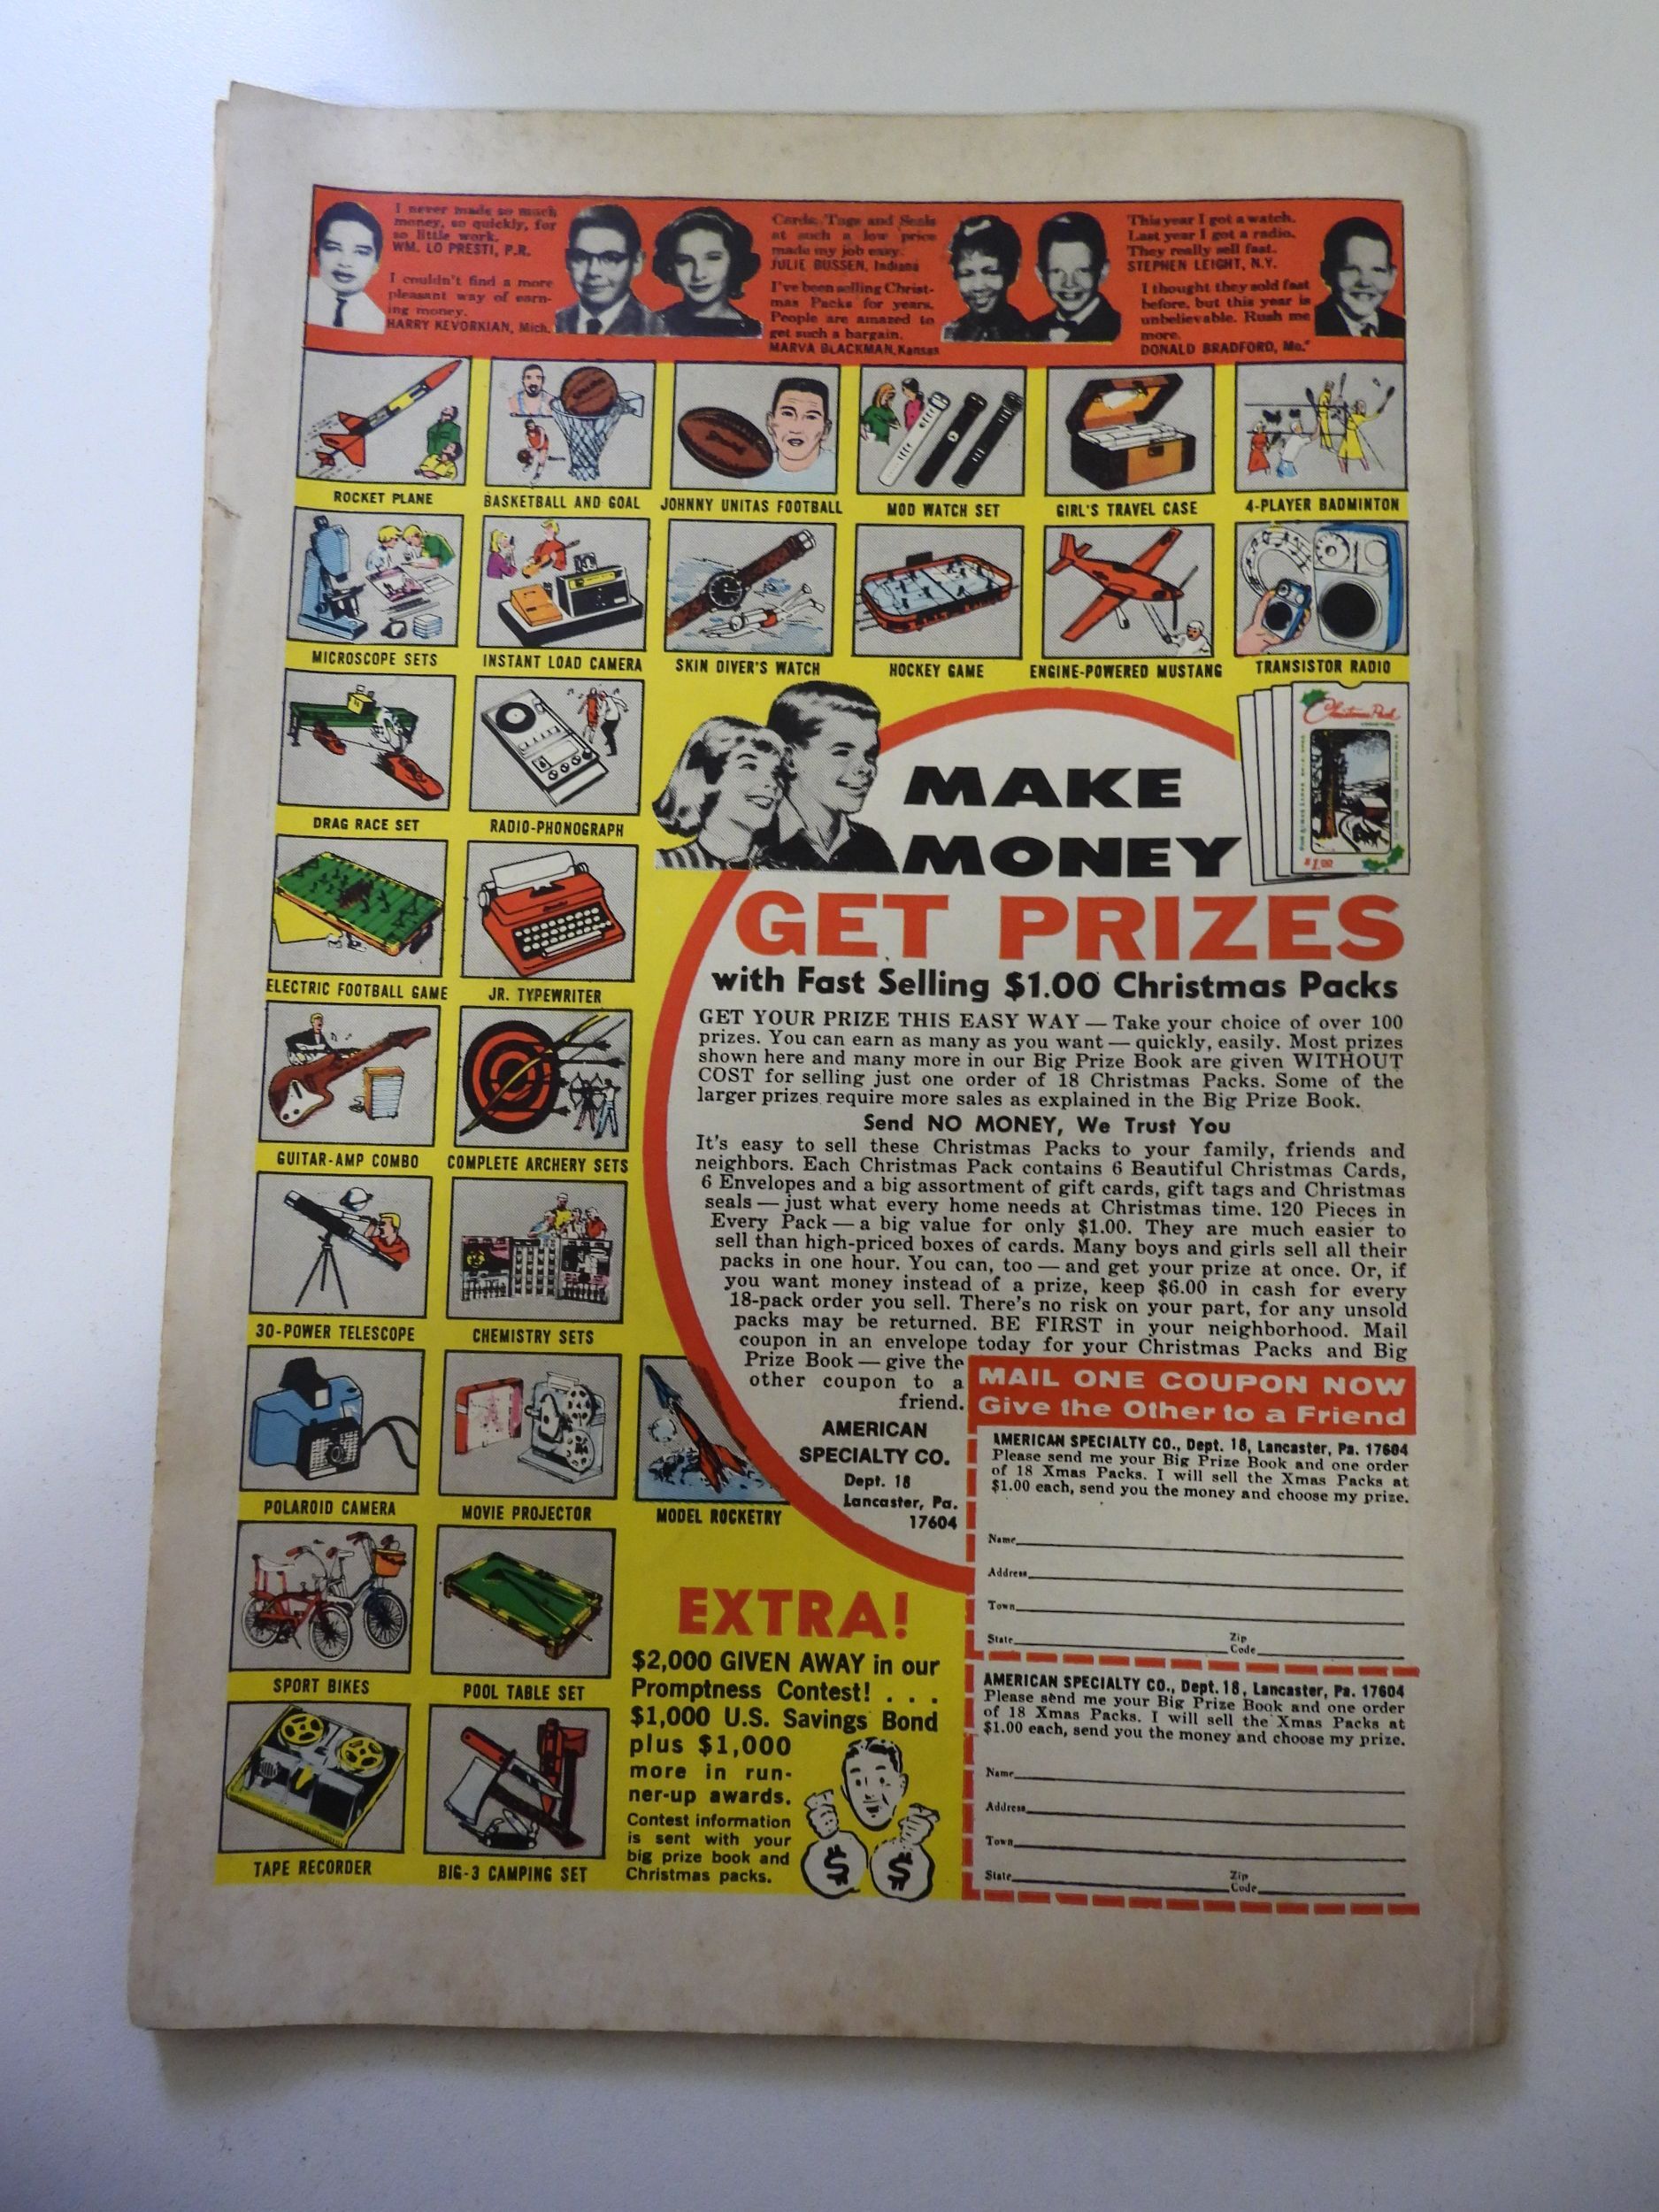 I never made so much
money, so quickly, for
so little work.
WM. LO PRESTI, P.R.
I couldn't find a more
pleasant way of earn-
ing money.
HARRY KEVORKIAN, Mich.
Cards, Tags and Seals
at such a low price
made my job easy.
JULIE BUSSEN, Indiana
I've been selling Christ-
mas Packs for years.
People are amazed to
get such a bargain.
MARVA BLACKMAN, Kansas
This year I got a watch.
Last year I got a radio.
They really sell fast.
STEPHEN LEIGHT, N.Y.
I thought they sold fast
before, but this year is
unbelievable. Rush me
more.
DONALD BRADFORD, Mo."
ROCKET PLANE
BASKETBALL AND GOAL
JOHNNY UNITAS FOOTBALL
MOD WATCH SET
GIRL'S TRAVEL CASE
4-PLAYER BADMINTON
MICROSCOPE SETS
INSTANT LOAD CAMERA
SKIN DIVER'S WATCH
HOCKEY GAME
ENGINE-POWERED MUSTANG
TRANSISTOR RADIO
DRAG RACE SET
RADIO-PHONOGRAPH
ELECTRIC FOOTBALL GAME
JR. TYPEWRITER
GUITAR-AMP COMBO
COMPLETE ARCHERY SETS
30-POWER TELESCOPE
CHEMISTRY SETS
POLAROID CAMERA
MOVIE PROJECTOR
MODEL ROCKETRY
SPORT BIKES
POOL TABLE SET
TAPE RECORDER
BIG-3 CAMPING SET
Christmas Pack
$1.00
MAKE
MONEY
GET PRIZES
with Fast Selling $1.00 Christmas Packs
GET YOUR PRIZE THIS EASY WAY — Take your choice of over 100
prizes. You can earn as many as you want — quickly, easily. Most prizes
shown here and many more in our Big Prize Book are given WITHOUT
COST for selling just one order of 18 Christmas Packs. Some of the
larger prizes require more sales as explained in the Big Prize Book.
Send NO MONEY, We Trust You
It's easy to sell these Christmas Packs to your family, friends and
neighbors. Each Christmas Pack contains 6 Beautiful Christmas Cards,
6 Envelopes and a big assortment of gift cards, gift tags and Christmas
seals — just what every home needs at Christmas time. 120 Pieces in
Every Pack — a big value for only $1.00. They are much easier to
sell than high-priced boxes of cards. Many boys and girls sell all their
packs in one hour. You can, too — and get your prize at once. Or, if
you want money instead of a prize, keep $6.00 in cash for every
18-pack order you sell. There's no risk on your part, for any unsold
packs may be returned. BE FIRST in your neighborhood. Mail
coupon in an envelope today for your Christmas Packs and Big
Prize Book — give the
other coupon to a
friend.
AMERICAN
SPECIALTY CO.
Dept. 18
Lancaster, Pa.
17604
MAIL ONE COUPON NOW
Give the Other to a Friend
AMERICAN SPECIALTY CO., Dept. 18, Lancaster, Pa. 17604
Please send me your Big Prize Book and one order
of 18 Xmas Packs. I will sell the Xmas Packs at
$1.00 each, send you the money and choose my prize.
Name
Address
Town
State Zip Code
AMERICAN SPECIALTY CO., Dept. 18, Lancaster, Pa. 17604
Please send me your Big Prize Book and one order
of 18 Xmas Packs. I will sell the Xmas Packs at
$1.00 each, send you the money and choose my prize.
Name
Address
Town
State Zip Code
EXTRA!
$2,000 GIVEN AWAY in our
Promptness Contest! . . .
$1,000 U.S. Savings Bond
plus $1,000
more in run-
ner-up awards.
Contest information
is sent with your
big prize book and
Christmas packs.
$ $